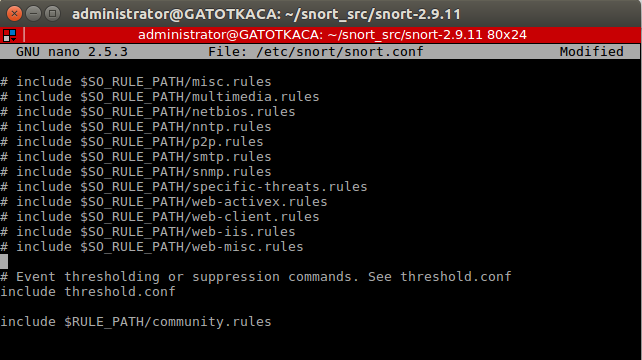 administrator@GATOTKACA: ~/snort_src/snort-2.9.11
administrator@GATOTKACA: ~/snort_src/snort-2.9.11 80x24
GNU nano 2.5.3 File: /etc/snort/snort.conf Modified
# include $SO_RULE_PATH/misc.rules
# include $SO_RULE_PATH/multimedia.rules
# include $SO_RULE_PATH/netbios.rules
# include $SO_RULE_PATH/nntp.rules
# include $SO_RULE_PATH/p2p.rules
# include $SO_RULE_PATH/smtp.rules
# include $SO_RULE_PATH/snmp.rules
# include $SO_RULE_PATH/specific-threats.rules
# include $SO_RULE_PATH/web-activex.rules
# include $SO_RULE_PATH/web-client.rules
# include $SO_RULE_PATH/web-iis.rules
# include $SO_RULE_PATH/web-misc.rules
# Event thresholding or suppression commands. See threshold.conf
include threshold.conf
include $RULE_PATH/community.rules